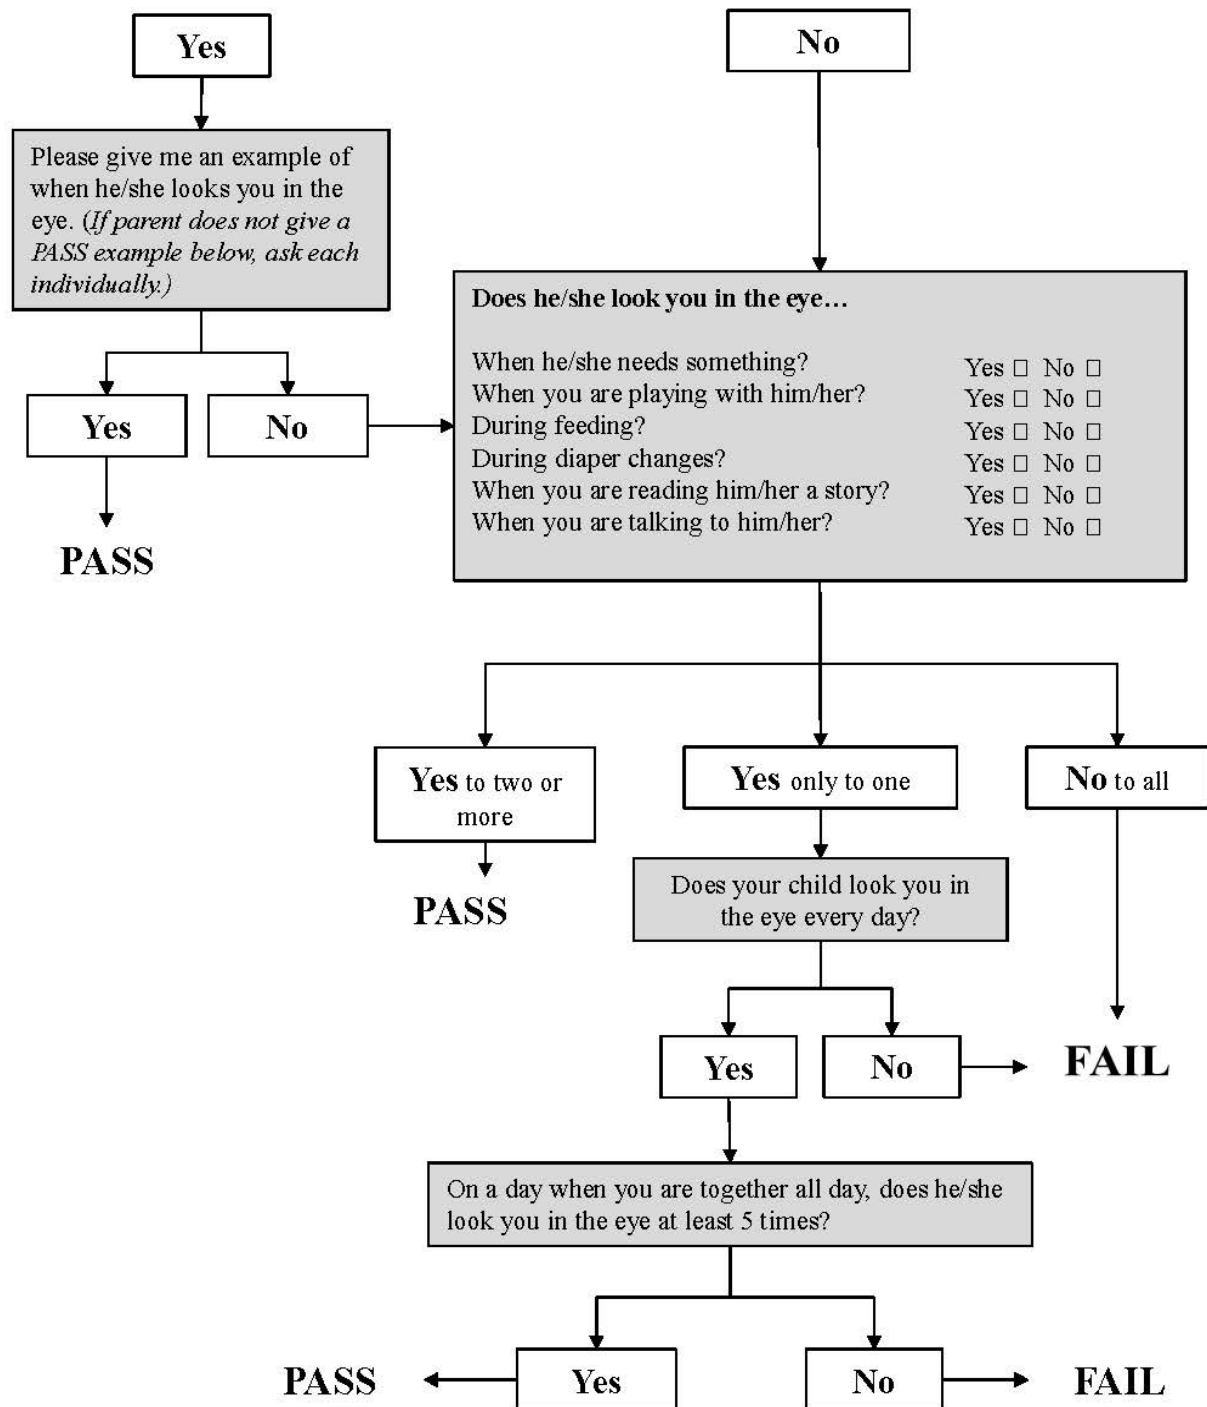 Yes
No
Please give me an example of
when he/she looks you in the
eye. (If parent does not give a
PASS example below, ask each
individually.)
Does he/she look you in the eye…
When he/she needs something? Yes □ No □
When you are playing with him/her? Yes □ No □
During feeding? Yes □ No □
During diaper changes? Yes □ No □
When you are reading him/her a story? Yes □ No □
When you are talking to him/her? Yes □ No □
Yes
No
PASS
Yes to two or
more
Yes only to one
No to all
PASS
Does your child look you in
the eye every day?
Yes
No
FAIL
On a day when you are together all day, does he/she
look you in the eye at least 5 times?
PASS
Yes
No
FAIL